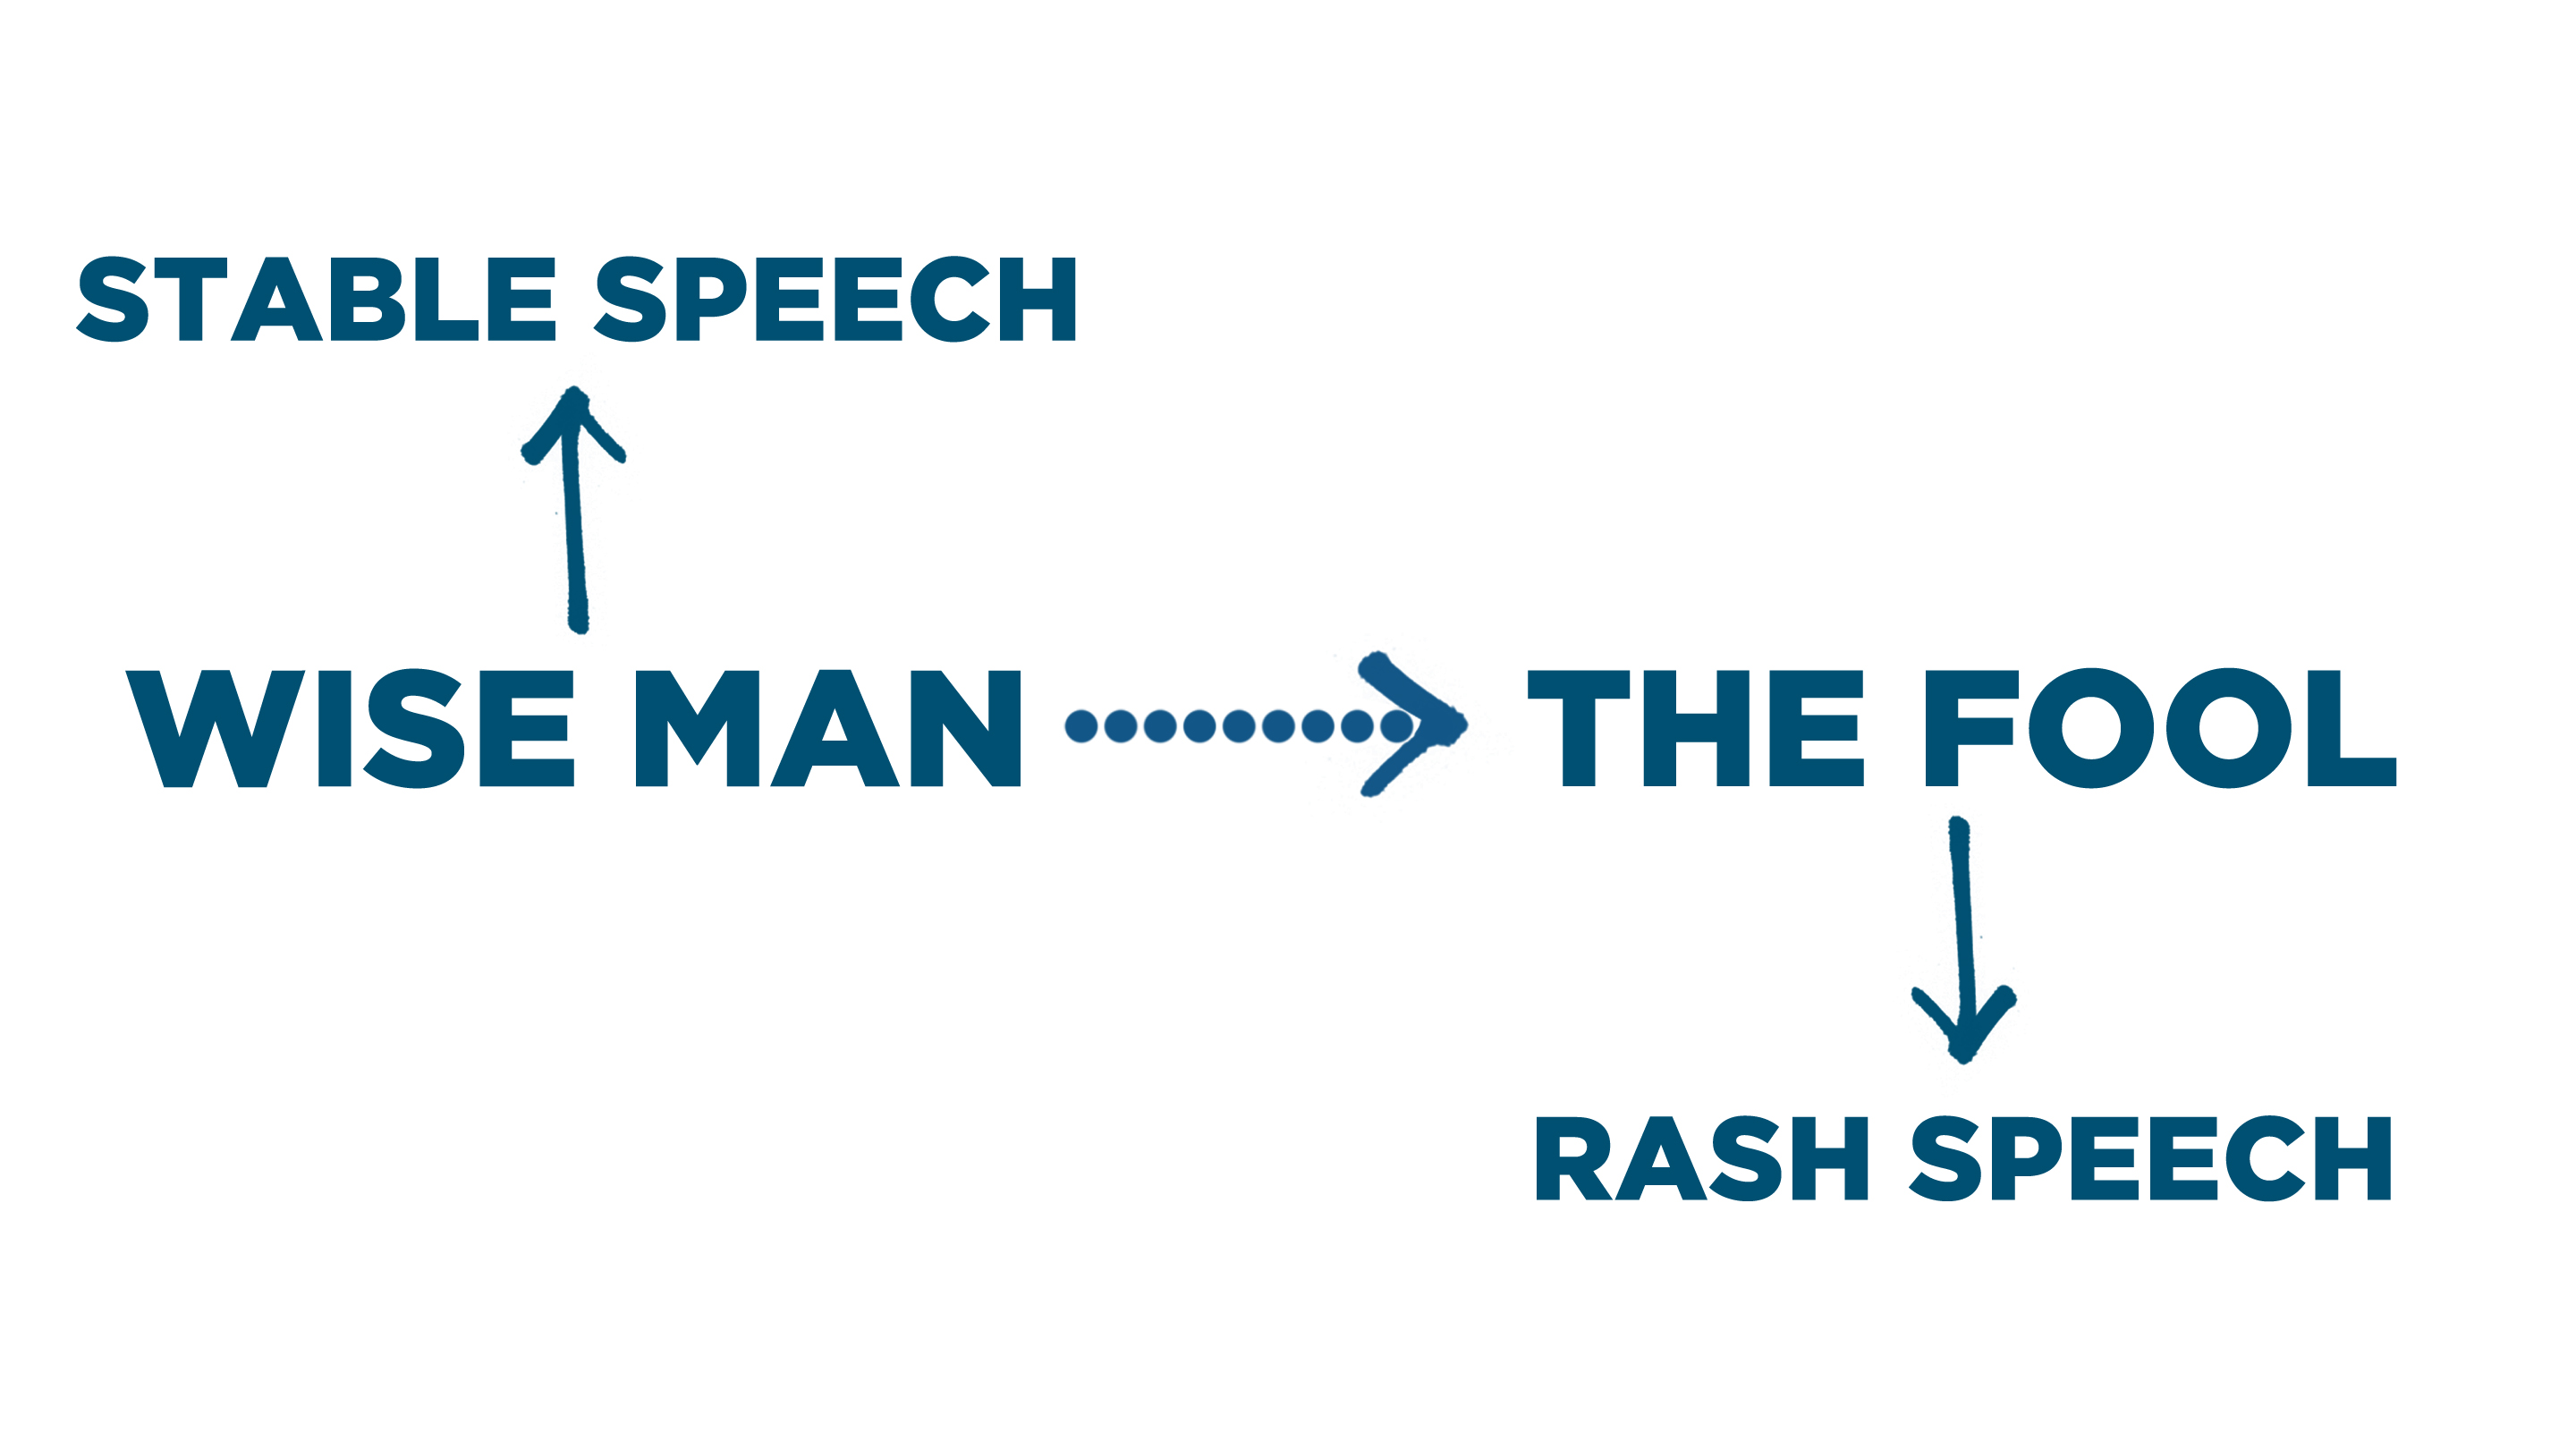 STABLE SPEECH
WISE MAN
THE FOOL
RASH SPEECH